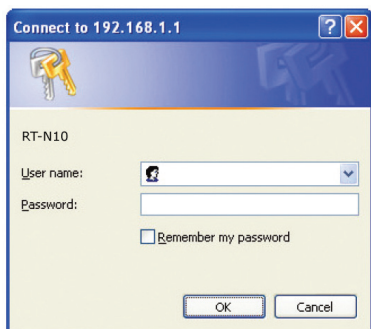 Connect to 192.168.1.1
RT-N10
User name:
Password:
Remember my password
OK
Cancel